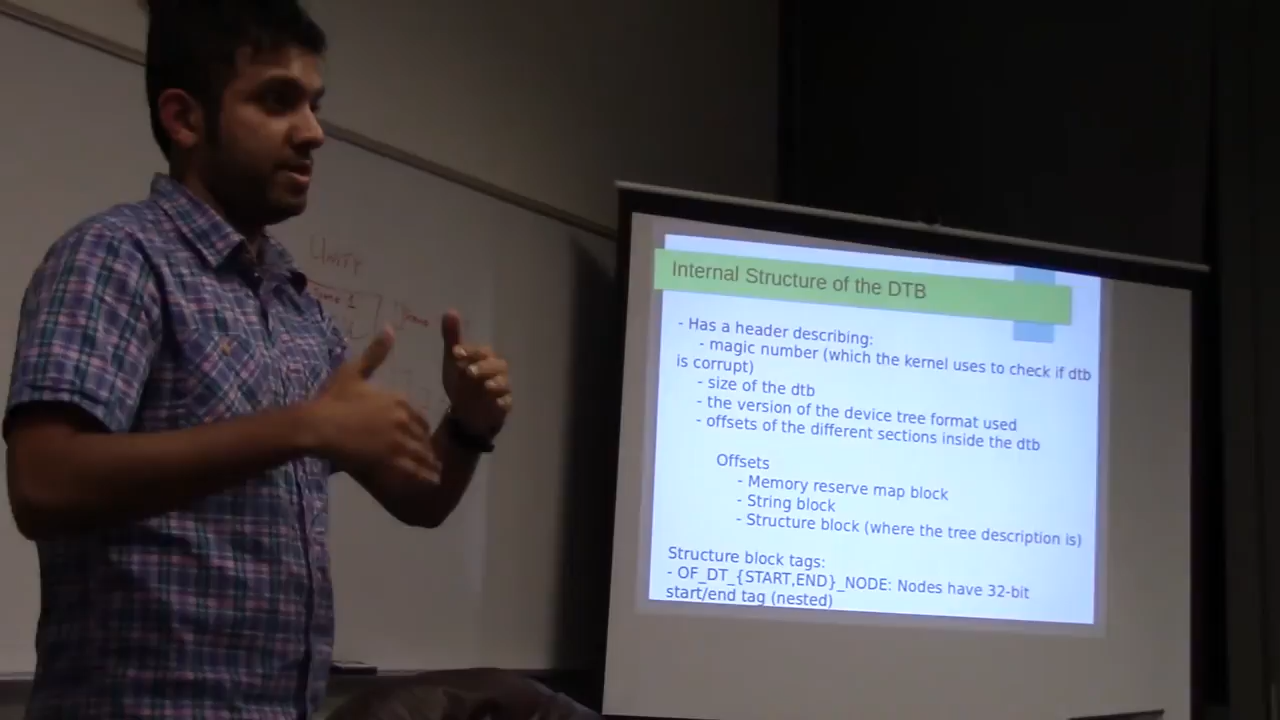 UNITY
Internal Structure of the DTB
- Has a header describing:
- magic number (which the kernel uses to check if dtb
is corrupt)
- size of the dtb
- the version of the device tree format used
- offsets of the different sections inside the dtb
Offsets
- Memory reserve map block
- String block
- Structure block (where the tree description is)
Structure block tags:
- OF_DT_{START,END}_NODE: Nodes have 32-bit
start/end tag (nested)